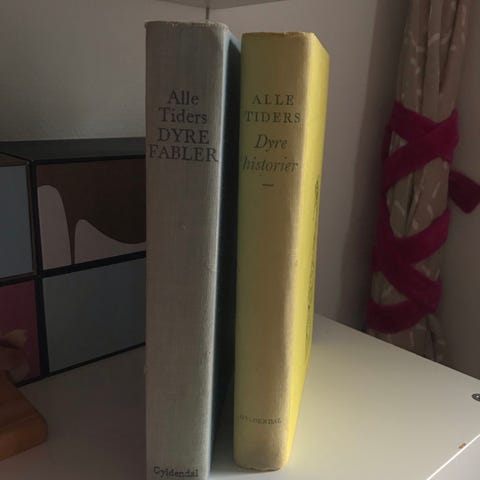 Alle
Tiders
DYRE
FABLER
Gyldendal
ALLE
TIDERS
Dyre
historier
GYLDENDAL